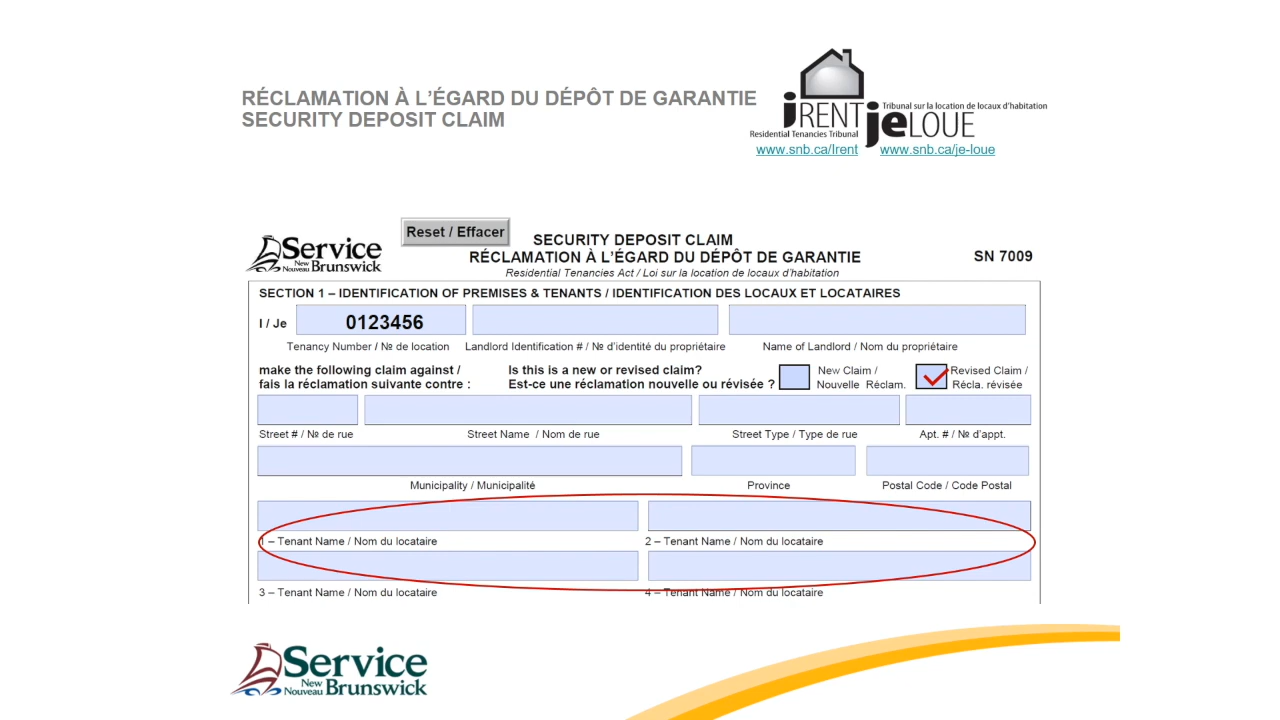 RÉCLAMATION À L'ÉGARD DU DÉPÔT DE GARANTIE
SECURITY DEPOSIT CLAIM
iRENT
Residential Tenancies Tribunal
www.snb.ca/Irent
Tribunal sur la location de locaux d'habitation
jeLOUE
www.snb.ca/je-loue
Service
New Nouveau Brunswick
Reset / Effacer
SECURITY DEPOSIT CLAIM
RÉCLAMATION À L'ÉGARD DU DÉPÔT DE GARANTIE
Residential Tenancies Act / Loi sur la location de locaux d'habitation
SN 7009
SECTION 1 – IDENTIFICATION OF PREMISES & TENANTS / IDENTIFICATION DES LOCAUX ET LOCATAIRES
I / Je 0123456
Tenancy Number / № de location Landlord Identification # / № d'identité du propriétaire Name of Landlord / Nom du propriétaire
make the following claim against / Is this is a new or revised claim? New Claim / Revised Claim /
fais la réclamation suivante contre : Est-ce une réclamation nouvelle ou révisée ? Nouvelle Réclam. Récla. révisée
Street # / № de rue Street Name / Nom de rue Street Type / Type de rue Apt. # / № d'appt.
Municipality / Municipalité Province Postal Code / Code Postal
1 – Tenant Name / Nom du locataire 2 – Tenant Name / Nom du locataire
3 – Tenant Name / Nom du locataire 4 – Tenant Name / Nom du locataire
Service
New Nouveau Brunswick